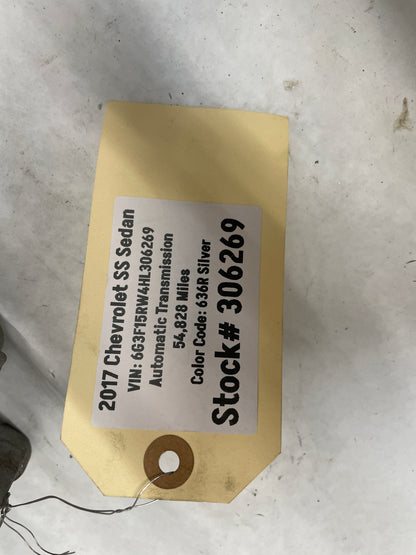 2017 Chevrolet SS Sedan
VIN: 6G3F15RW4HL306269
Automatic Transmission
54,828 Miles
Color Code: 636R Silver
Stock# 306269